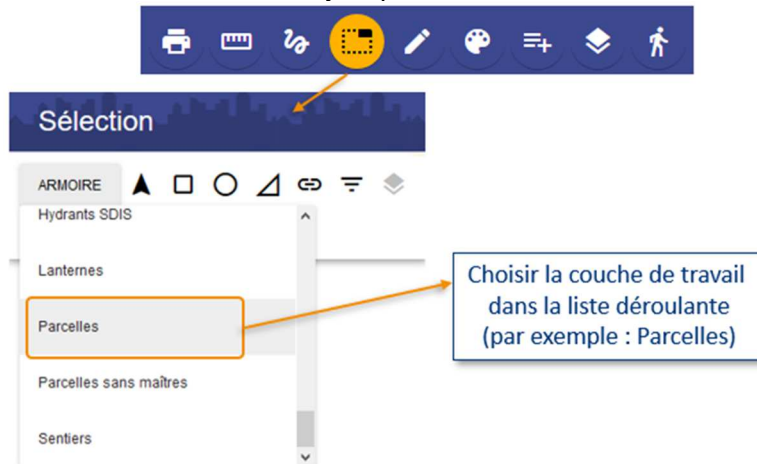 Sélection
ARMOIRE
Hydrants SDIS
Lanternes
Parcelles
Parcelles sans maîtres
Sentiers
Choisir la couche de travail
dans la liste déroulante
(par exemple : Parcelles)